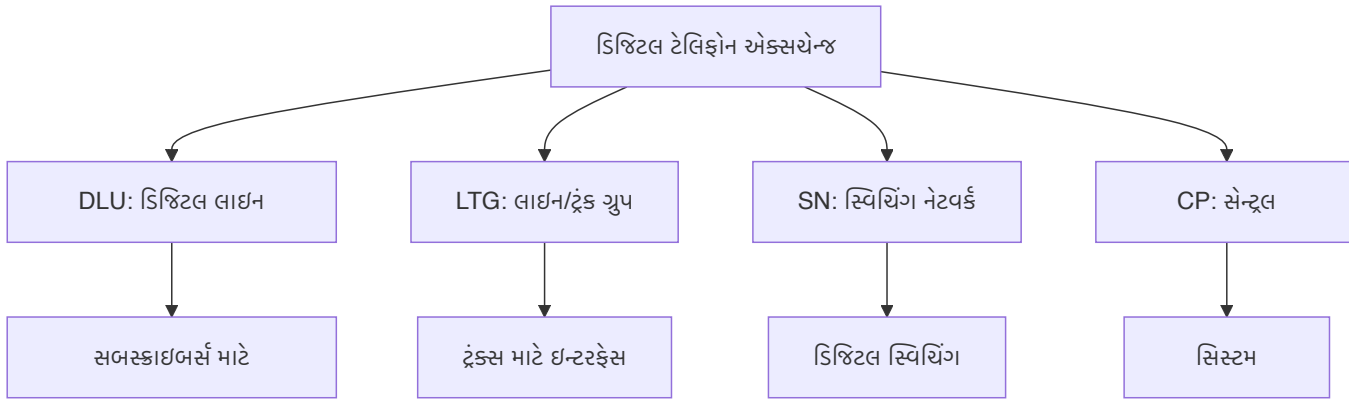 ડિજિટલ ટેલિફોન એક્સચેન્જ
DLU: ડિજિટલ લાઇન
LTG: લાઇન/ટ્રંક ગ્રુપ
SN: સ્વિચિંગ નેટવર્ક
CP: સેન્ટ્રલ
સબસ્ક્રાઇબર્સ માટે
ટ્રંક્સ માટે ઇન્ટરફેસ
ડિજિટલ સ્વિચિંગ
સિસ્ટમ